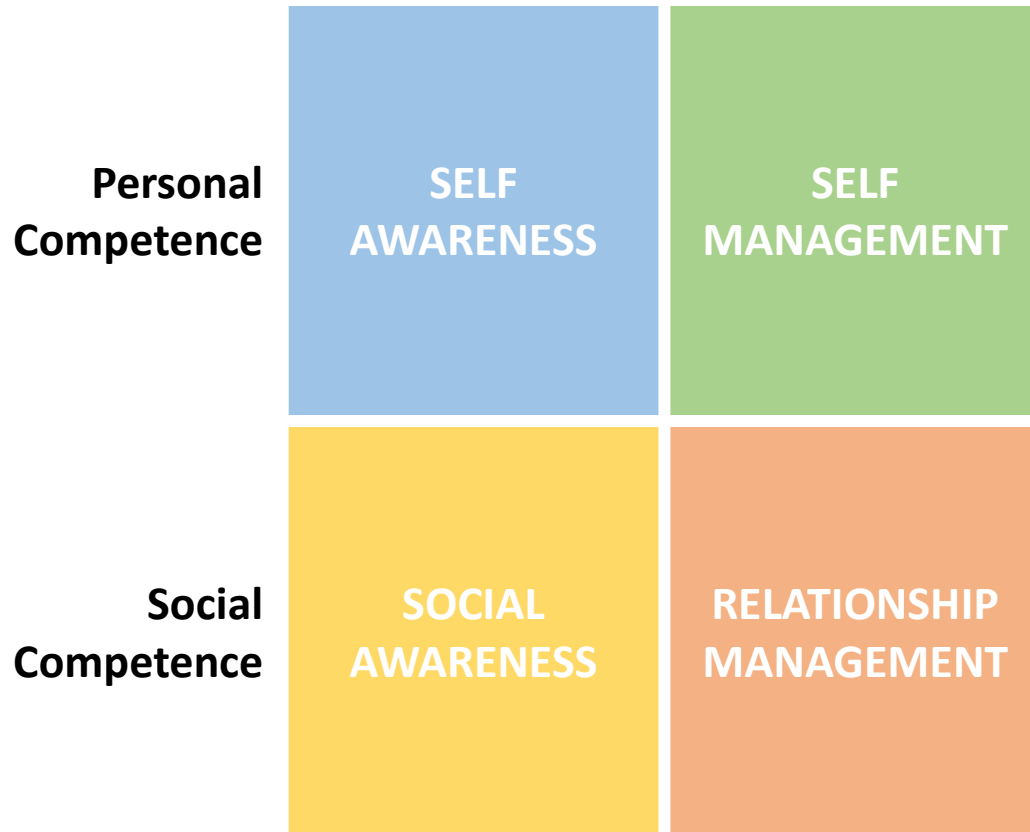 Personal
Competence
SELF
AWARENESS
SELF
MANAGEMENT
Social
Competence
SOCIAL
AWARENESS
RELATIONSHIP
MANAGEMENT